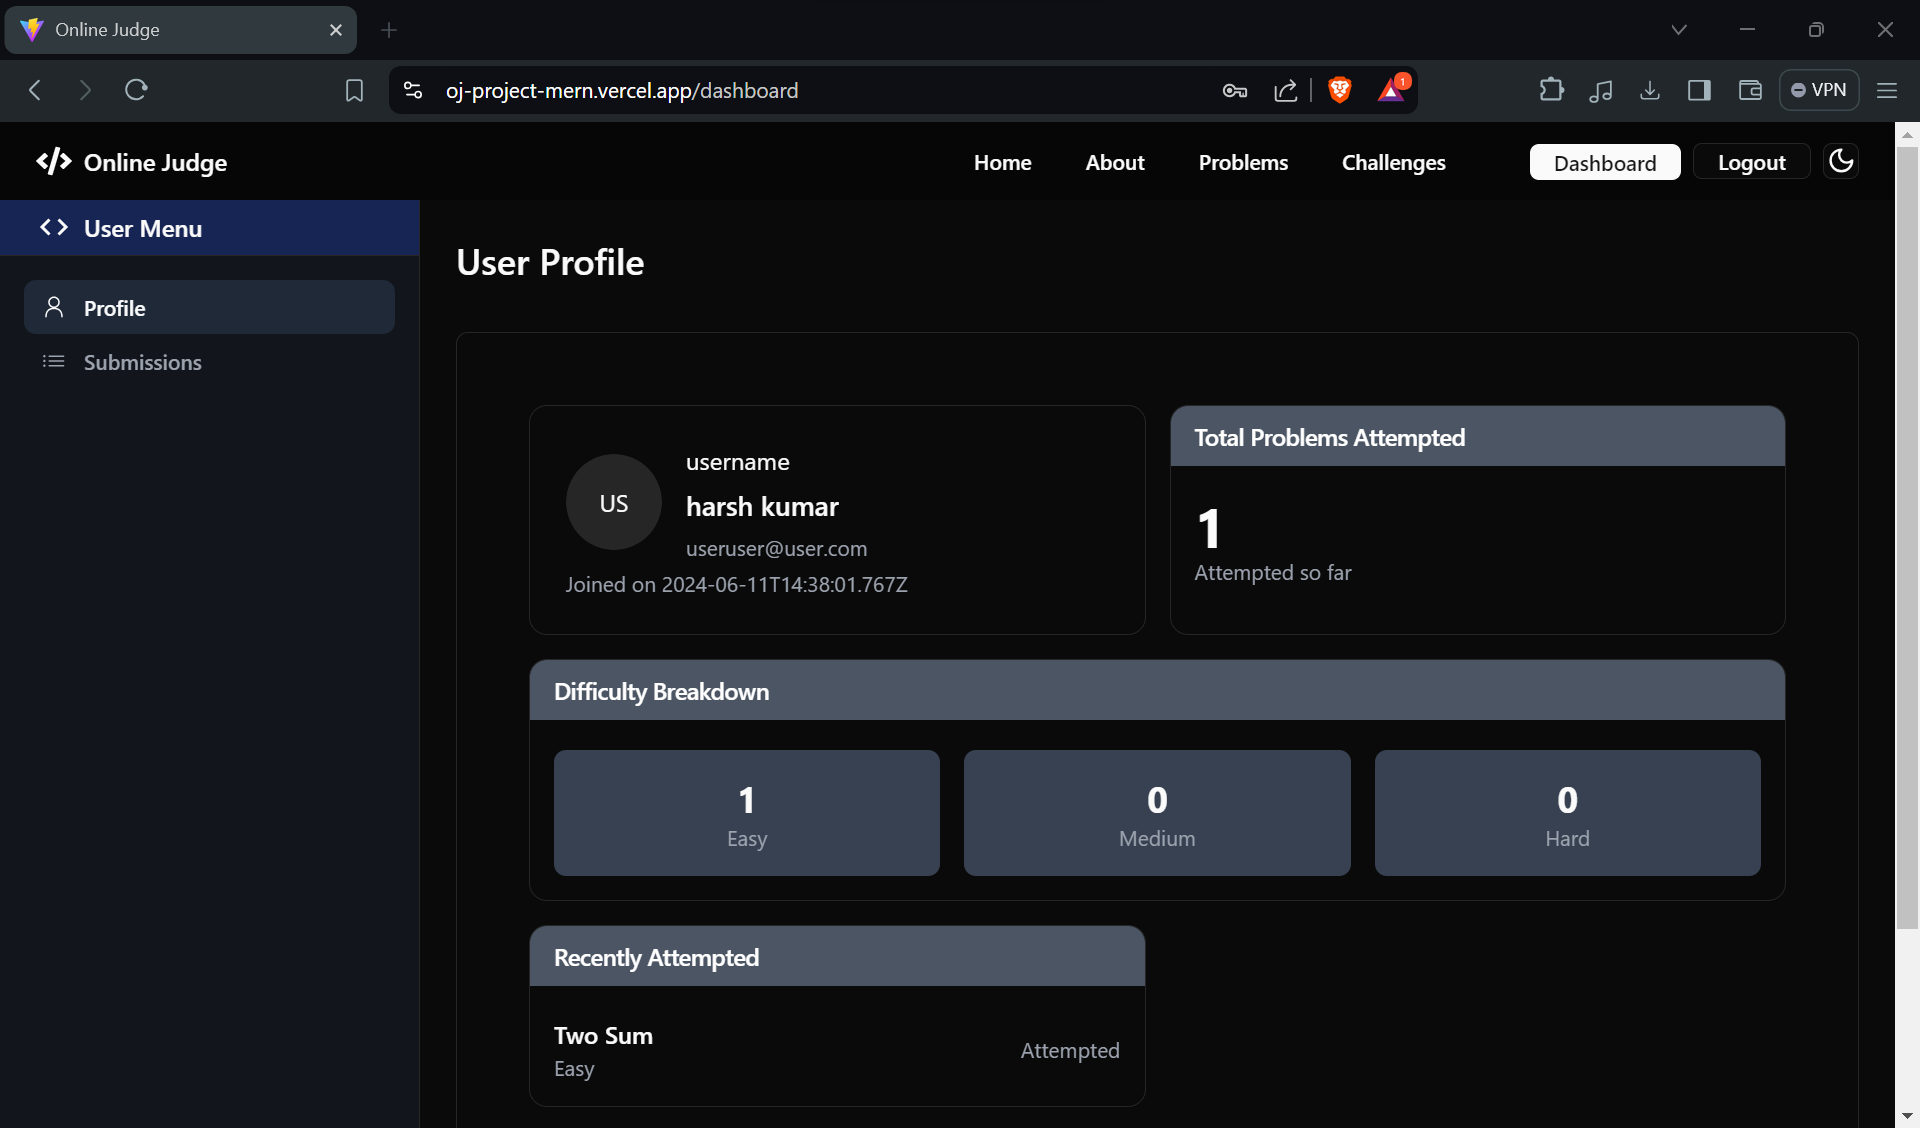 Online Judge
oj-project-mern.vercel.app/dashboard
1
VPN
Online Judge
Home About Problems Challenges Dashboard Logout
User Menu
Profile
Submissions
User Profile
US
username
harsh kumar
useruser@user.com
Joined on 2024-06-11T14:38:01.767Z
Total Problems Attempted
1
Attempted so far
Difficulty Breakdown
1
Easy
0
Medium
0
Hard
Recently Attempted
Two Sum
Easy
Attempted